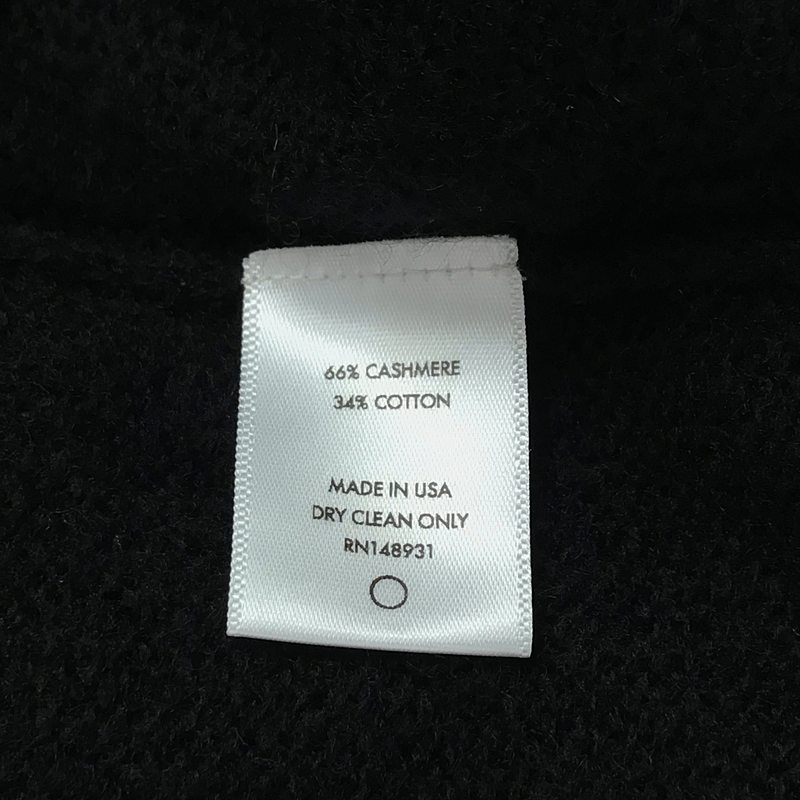 66% CASHMERE
34% COTTON
MADE IN USA
DRY CLEAN ONLY
RN148931